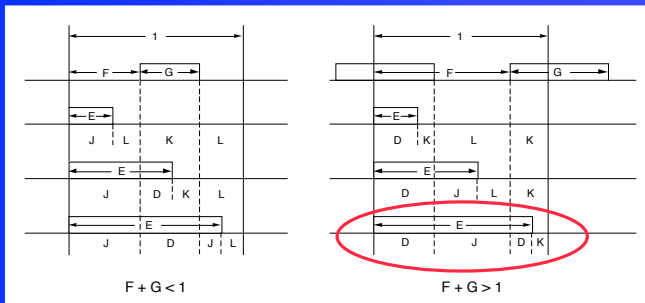 1 1
F G F G
E E
J L K L D K L K
E E
J D K L D J L K
E E
J D J L D J D K
F + G < 1 F + G > 1